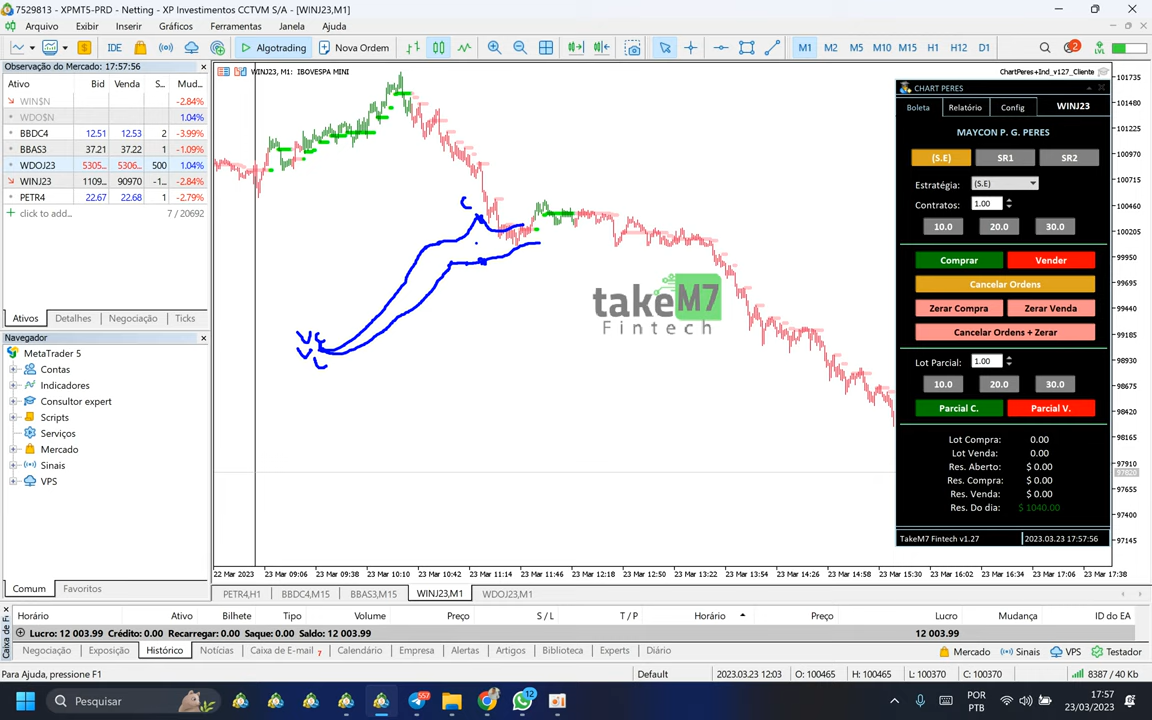 7529813 - XPMT5-PRD - Netting - XP Investimentos CCTVM S/A - [WINJ23,M1]
Arquivo Exibir Inserir Gráficos Ferramentas Janela Ajuda
IDE Algotrading Nova Ordem M1 M2 M5 M10 M15 H1 H12 D1 2 LVL
Observação do Mercado: 17:57:56
Ativo Bid Venda S... Mud...
WIN$N -2.84%
WDO$N 1.04%
BBDC4 12.51 12.53 2 -3.99%
BBAS3 37.21 37.22 1 -1.09%
WDOJ23 5305... 5306... 500 1.04%
WINJ23 1109... 90970 -1... -2.84%
PETR4 22.67 22.68 1 -2.79%
click to add... 7 / 20692
Ativos Detalhes Negociação Ticks
Navegador
MetaTrader 5
Contas
Indicadores
Consultor expert
Scripts
Serviços
Mercado
Sinais
VPS
Comum Favoritos
WINJ23, M1: IBOVESPA MINI
ChartPeres+Ind_v127_Cliente
C
V C
V C
takeM7
Fintech
CHART PERES
Boleta Relatório Config WINJ23
MAYCON P. G. PERES
(S.E) SR1 SR2
Estratégia: (S.E)
Contratos: 1.00
10.0 20.0 30.0
Comprar Vender
Cancelar Ordens
Zerar Compra Zerar Venda
Cancelar Ordens + Zerar
Lot Parcial: 1.00
10.0 20.0 30.0
Parcial C. Parcial V.
Lot Compra: 0.00
Lot Venda: 0.00
Res. Aberto: $ 0.00
Res. Compra: $ 0.00
Res. Venda: $ 0.00
Res. Do dia: $ 1040.00
TakeM7 Fintech v1.27 2023.03.23 17:57:56
101735
101480
101225
100970
100715
100460
100205
99950
99695
99440
99185
98930
98675
98420
98165
97910
97655
97400
97145
22 Mar 2023 23 Mar 09:06 23 Mar 09:38 23 Mar 10:10 23 Mar 10:42 23 Mar 11:14 23 Mar 11:46 23 Mar 12:18 23 Mar 12:50 23 Mar 13:22 23 Mar 13:54 23 Mar 14:26 23 Mar 14:58 23 Mar 15:30 23 Mar 16:02 23 Mar 16:34 23 Mar 17:06 23 Mar 17:38
PETR4,H1 BBDC4,M15 BBAS3,M15 WINJ23,M1 WDOJ23,M1
Horário Ativo Bilhete Tipo Volume Preço S / L T / P Horário Preço Lucro Mudança ID do EA
Lucro: 12 003.99 Crédito: 0.00 Recarregar: 0.00 Saque: 0.00 Saldo: 12 003.99 12 003.99
Negociação Exposição Histórico Notícias Caixa de E-mail 7 Calendário Empresa Alertas Artigos Biblioteca Experts Diário Mercado Sinais VPS Testador
Caixa de F
Para Ajuda, pressione F1 Default 2022.03.23 12:03 O: 100465 H: 100465 L: 100370 C: 100370 8387 / 40 Kb
Pesquisar 557 12 POR
PTB 17:57
23/03/2023